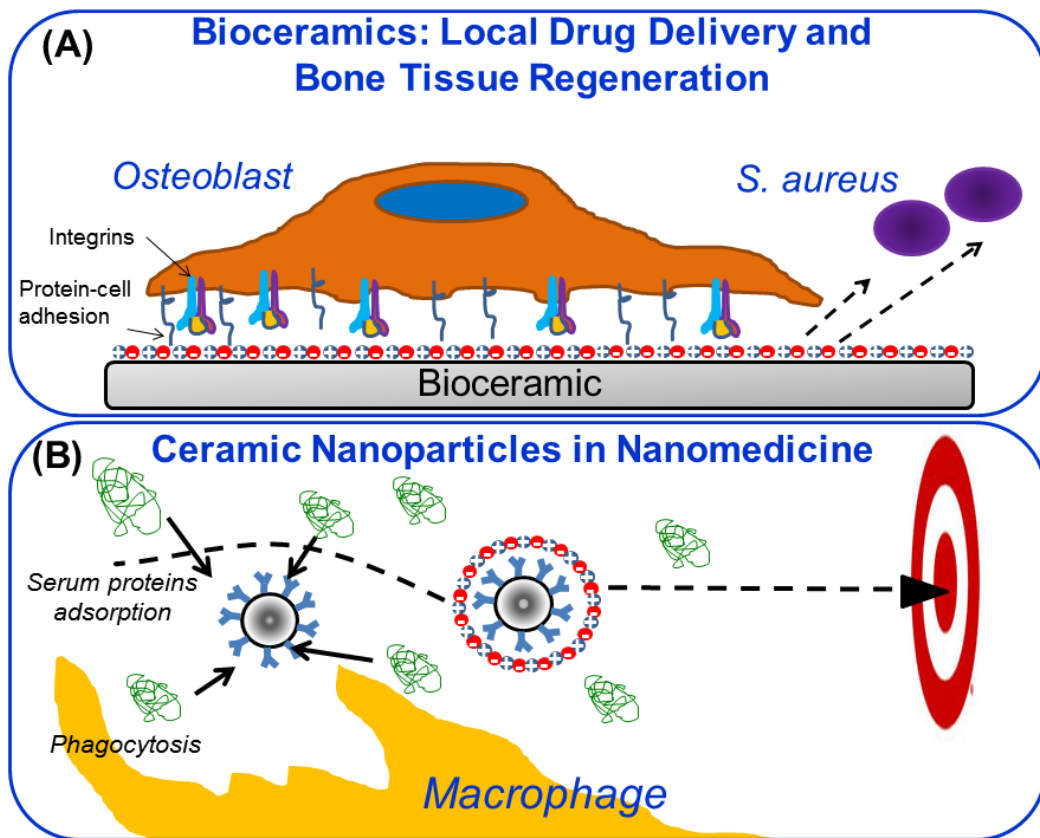 (A)
Bioceramics: Local Drug Delivery and
Bone Tissue Regeneration
Osteoblast
S. aureus
Integrins
Protein-cell
adhesion
Bioceramic
(B)
Ceramic Nanoparticles in Nanomedicine
Serum proteins
adsorption
Phagocytosis
Macrophage